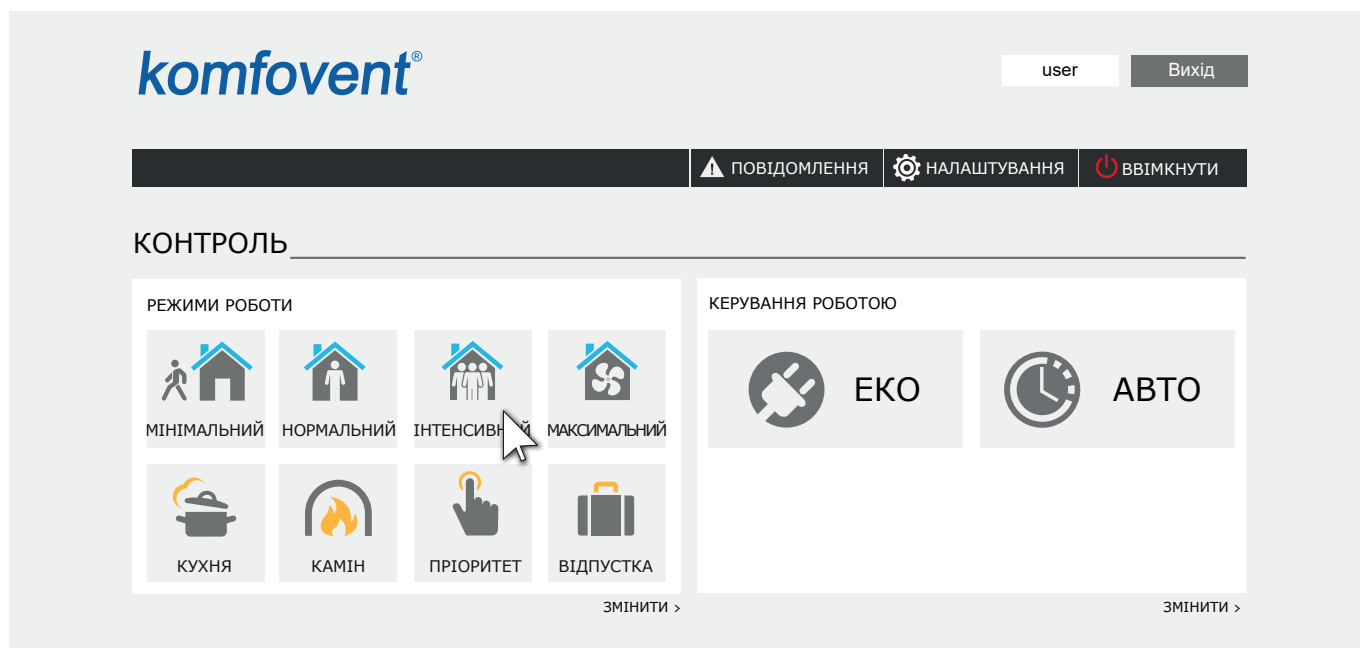 komfovent®
user Вихід
ПОВІДОМЛЕННЯ НАЛАШТУВАННЯ ВВІМКНУТИ
КОНТРОЛЬ
РЕЖИМИ РОБОТИ
МІНІМАЛЬНИЙ НОРМАЛЬНИЙ ІНТЕНСИВНИЙ МАКСИМАЛЬНИЙ
КУХНЯ КАМІН ПРІОРИТЕТ ВІДПУСТКА
ЗМІНИТИ >
КЕРУВАННЯ РОБОТОЮ
ЕКО АВТО
ЗМІНИТИ >